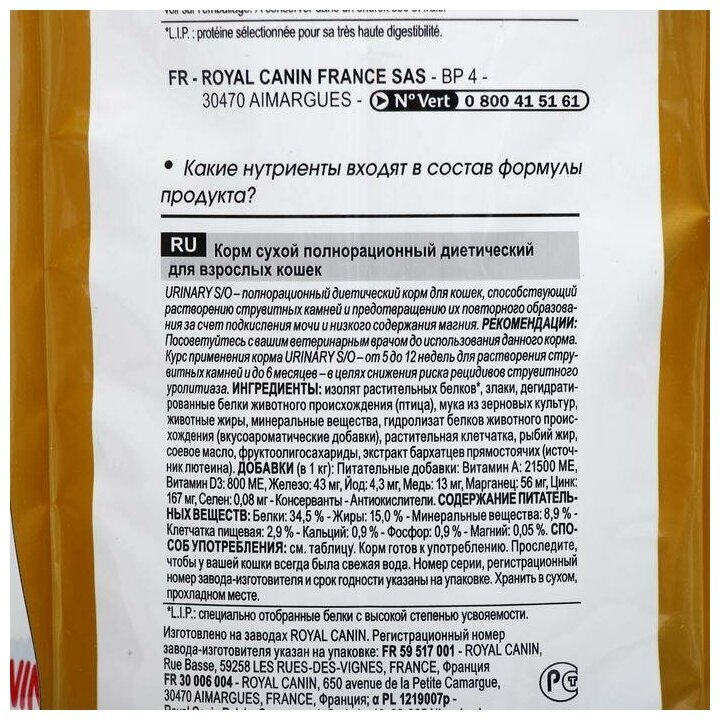 *L.I.P. : protéine sélectionnée pour sa très haute digestibilité.
FR - ROYAL CANIN FRANCE SAS - BP 4 -
30470 AIMARGUES - N° Vert 0 800 41 51 61
• Какие нутриенты входят в состав формулы
продукта?
RU Корм сухой полнорационный диетический
для взрослых кошек
URINARY S/O – полнорационный диетический корм для кошек, способствующий
растворению струвитных камней и предотвращению их повторного образова-
ния за счет подкисления мочи и низкого содержания магния. РЕКОМЕНДАЦИИ:
Посоветуйтесь с вашим ветеринарным врачом до использования данного корма.
Курс применения корма URINARY S/O – от 5 до 12 недель для растворения стру-
витных камней и до 6 месяцев – в целях снижения риска рецидивов струвитного
уролитиаза. ИНГРЕДИЕНТЫ: изолят растительных белков*, злаки, дегидрати-
рованные белки животного происхождения (птица), мука из зерновых культур,
животные жиры, минеральные вещества, гидролизат белков животного проис-
хождения (вкусоароматические добавки), растительная клетчатка, рыбий жир,
соевое масло, фруктоолигосахариды, экстракт бархатцев прямостоячих (источ-
ник лютеина). ДОБАВКИ (в 1 кг): Питательные добавки: Витамин A: 21500 ME,
Витамин D3: 800 ME, Железо: 43 мг, Йод: 4,3 мг, Медь: 13 мг, Марганец: 56 мг, Цинк:
167 мг, Селен: 0,08 мг - Консерванты - Антиокислители. СОДЕРЖАНИЕ ПИТАТЕЛЬ-
НЫХ ВЕЩЕСТВ: Белки: 34,5 % - Жиры: 15,0 % - Минеральные вещества: 8,9 % -
Клетчатка пищевая: 2,9 % - Кальций: 0,9 % - Фосфор: 0,9 % - Магний: 0,05 %. СПО-
СОБ УПОТРЕБЛЕНИЯ: см. таблицу. Корм готов к употреблению. Проследите,
чтобы у вашей кошки всегда была свежая вода. Номер серии, регистрационный
номер завода-изготовителя и срок годности указаны на упаковке. Хранить в сухом,
прохладном месте.
*L.I.P.: специально отобранные белки с высокой степенью усвояемости.
Изготовлено на заводах ROYAL CANIN. Регистрационный номер
завода-изготовителя указан на упаковке: FR 59 517 001 - ROYAL CANIN,
Rue Basse, 59258 LES RUES-DES-VIGNES, FRANCE, Франция
FR 30 006 004 - ROYAL CANIN, 650 avenue de la Petite Camargue,
30470 AIMARGUES, FRANCE, Франция; α PL 1219007p -
РСТ